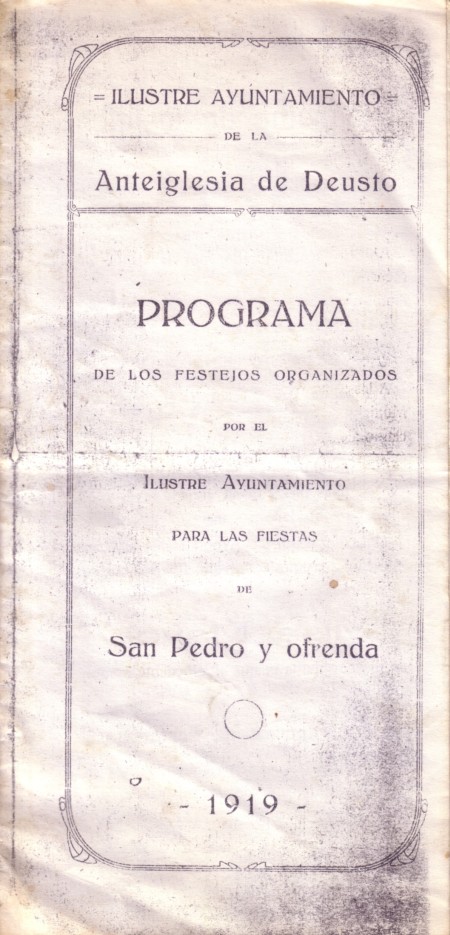 = ILUSTRE AYUNTAMIENTO =
DE LA
Anteiglesia de Deusto
PROGRAMA
DE LOS FESTEJOS ORGANIZADOS
POR EL
ILUSTRE AYUNTAMIENTO
PARA LAS FIESTAS
DE
San Pedro y ofrenda
- 1919 -